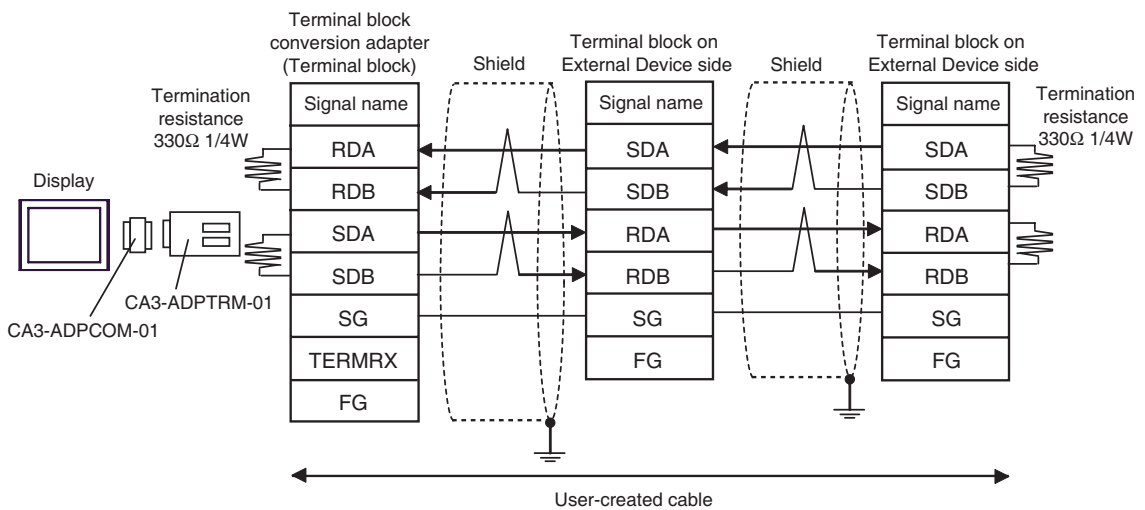 Terminal block
conversion adapter
(Terminal block)
Shield
Terminal block on
External Device side
Shield
Terminal block on
External Device side
Termination
resistance
330Ω 1/4W
Termination
resistance
330Ω 1/4W
Display
CA3-ADPTRM-01
CA3-ADPCOM-01
Signal name
RDA
RDB
SDA
SDB
SG
TERMRX
FG
Signal name
SDA
SDB
RDA
RDB
SG
FG
Signal name
SDA
SDB
RDA
RDB
SG
FG
User-created cable